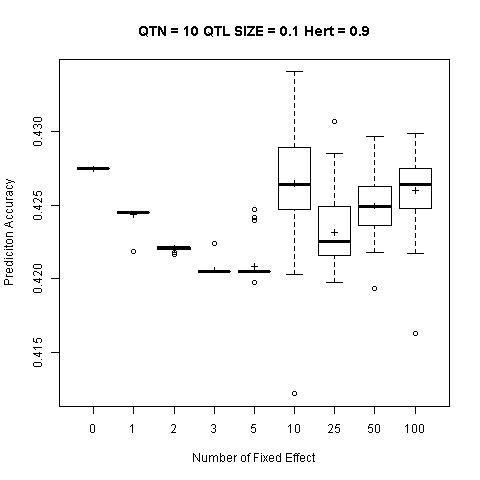 QTN = 10 QTL SIZE = 0.1 Hert = 0.9
Prediciton Accuracy
0.430
0.425
0.420
0.415
0 1 2 3 5 10 25 50 100
Number of Fixed Effect